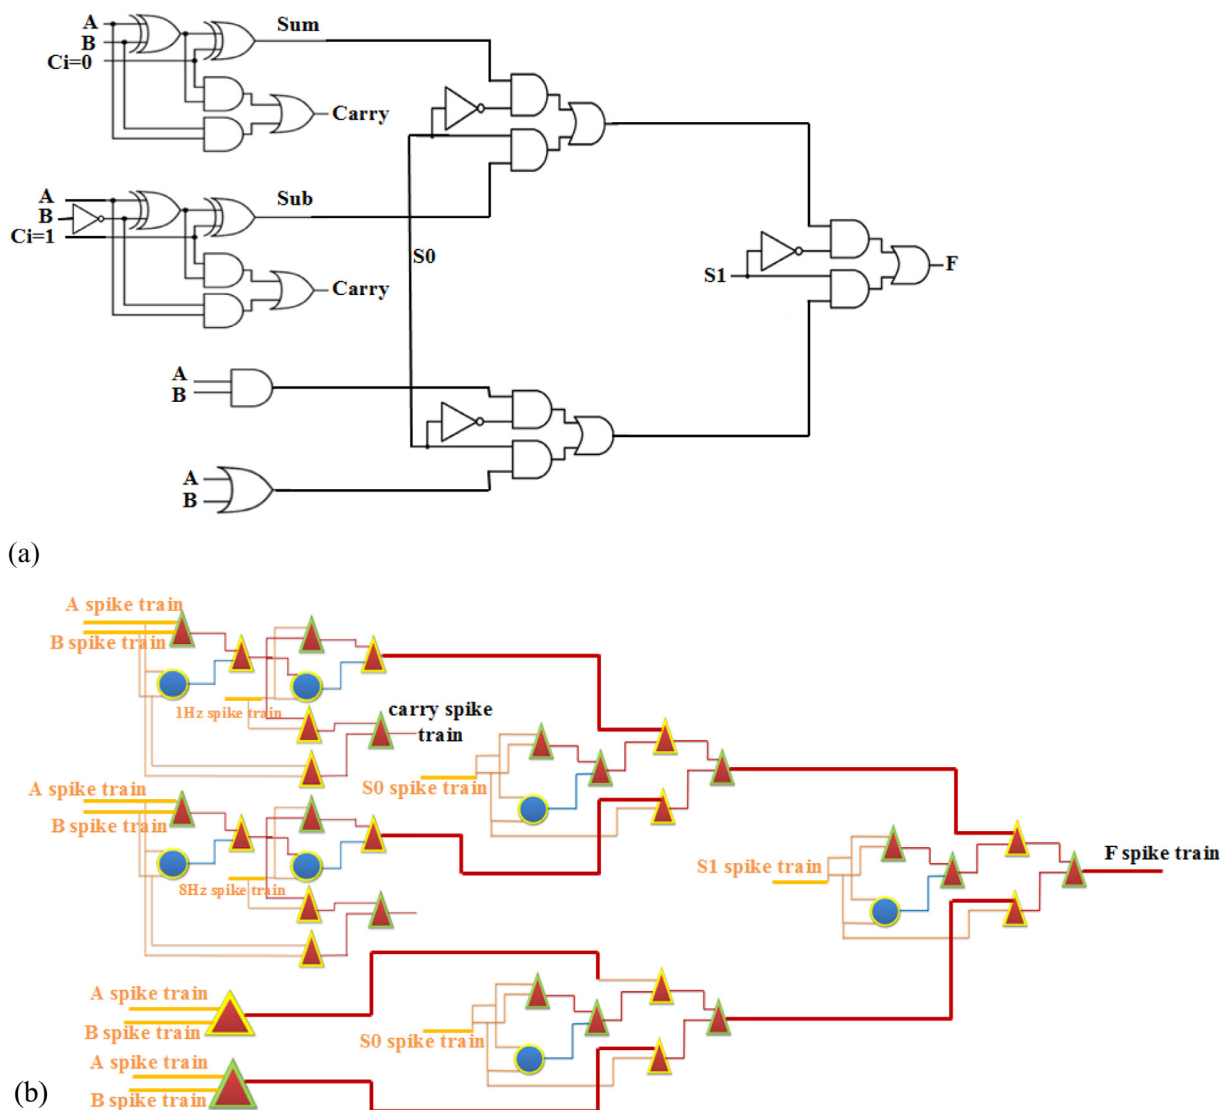 A
B
Ci=0
Sum
Carry
A
B
Ci=1
Sub
Carry
S0
S1
F
A
B
A
B
(a)
A spike train
B spike train
1Hz spike train
carry spike
train
S0 spike train
A spike train
B spike train
8Hz spike train
S1 spike train
F spike train
A spike train
B spike train
S0 spike train
A spike train
B spike train
(b)